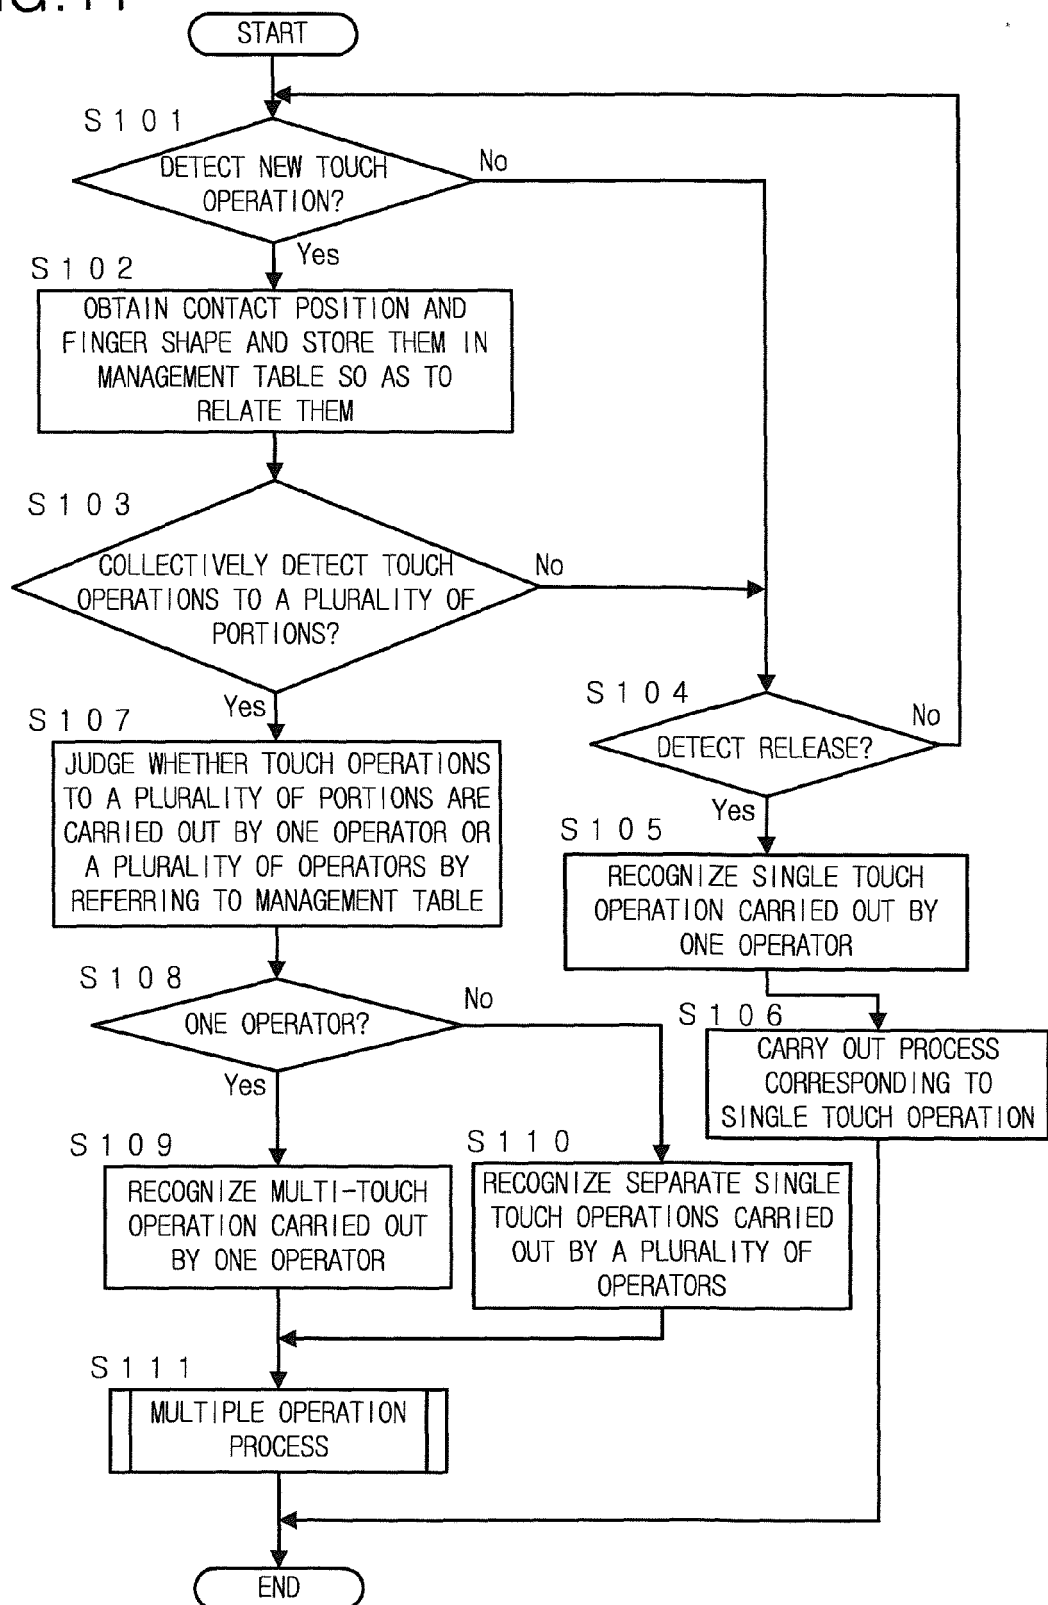 START
S101
DETECT NEW TOUCH
OPERATION?
No
Yes
S102
OBTAIN CONTACT POSITION AND
FINGER SHAPE AND STORE THEM IN
MANAGEMENT TABLE SO AS TO
RELATE THEM
S103
COLLECTIVELY DETECT TOUCH
OPERATIONS TO A PLURALITY OF
PORTIONS?
No
Yes
S104
DETECT RELEASE?
No
Yes
S105
RECOGNIZE SINGLE TOUCH
OPERATION CARRIED OUT BY
ONE OPERATOR
S106
CARRY OUT PROCESS
CORRESPONDING TO
SINGLE TOUCH OPERATION
S107
JUDGE WHETHER TOUCH OPERATIONS
TO A PLURALITY OF PORTIONS ARE
CARRIED OUT BY ONE OPERATOR OR
A PLURALITY OF OPERATORS BY
REFERRING TO MANAGEMENT TABLE
S108
ONE OPERATOR?
No
Yes
S109
RECOGNIZE MULTI-TOUCH
OPERATION CARRIED OUT
BY ONE OPERATOR
S110
RECOGNIZE SEPARATE SINGLE
TOUCH OPERATIONS CARRIED
OUT BY A PLURALITY OF
OPERATORS
S111
MULTIPLE OPERATION
PROCESS
END